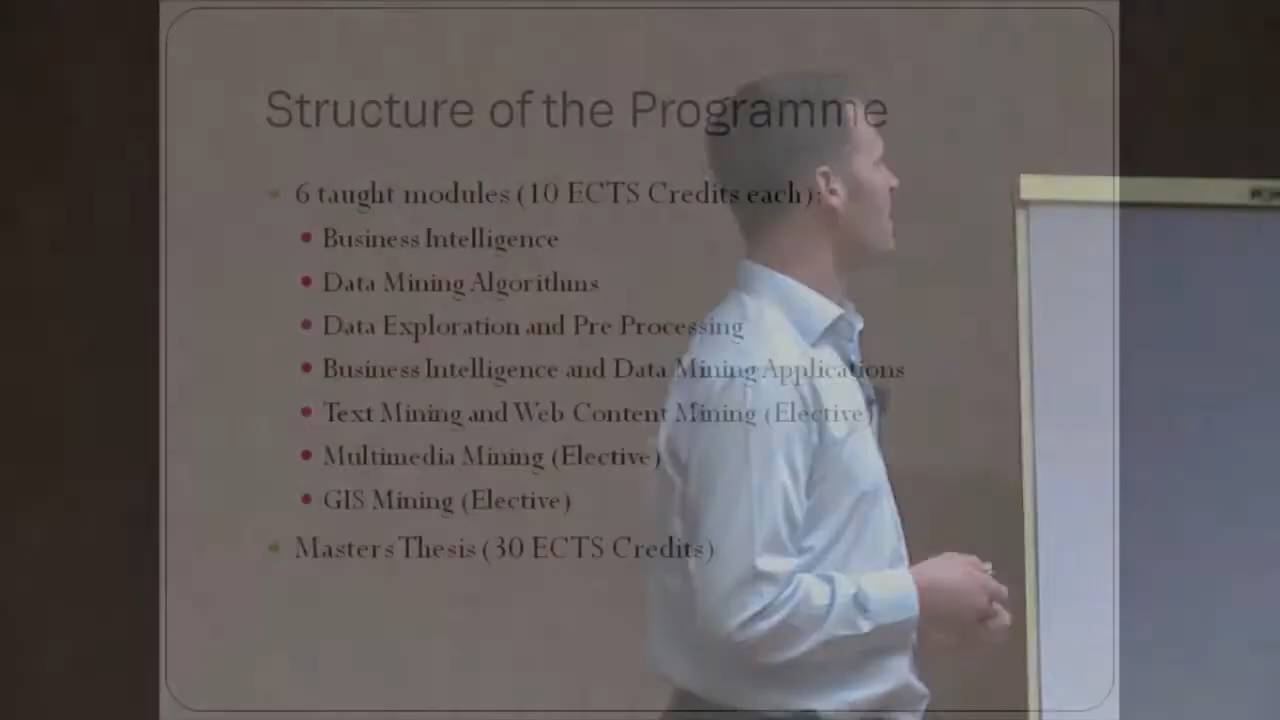 Structure of the Programme
6 taught modules (10 ECTS Credits each):
Business Intelligence
Data Mining Algorithms
Data Exploration and Pre Processing
Business Intelligence and Data Mining Applications
Text Mining and Web Content Mining (Elective)
Multimedia Mining (Elective)
GIS Mining (Elective)
Masters Thesis (30 ECTS Credits)